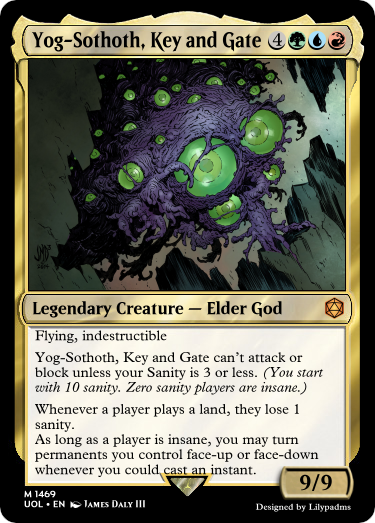 Yog-Sothoth, Key and Gate 4
Legendary Creature — Elder God
Flying, indestructible
Yog-Sothoth, Key and Gate can't attack or
block unless your Sanity is 3 or less. (You start
with 10 sanity. Zero sanity players are insane.)
Whenever a player plays a land, they lose 1
sanity.
As long as a player is insane, you may turn
permanents you control face-up or face-down
whenever you could cast an instant.
9/9
M 1469
UOL • EN James Daly III
Designed by Lilypadms